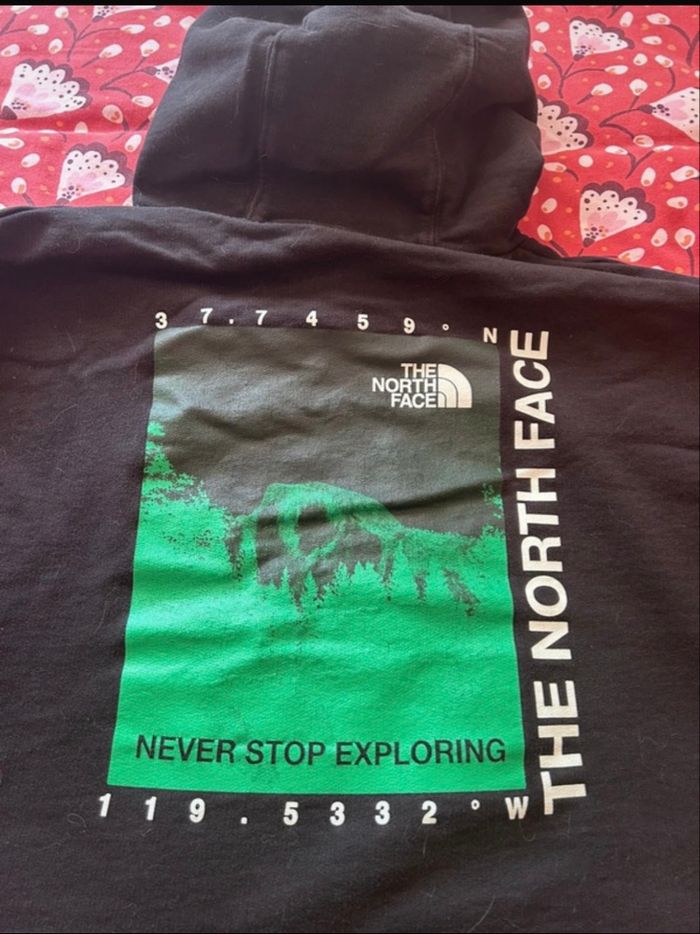 37.7459° N
THE
NORTH
FACE
THE NORTH FACE
NEVER STOP EXPLORING
119.5332° W